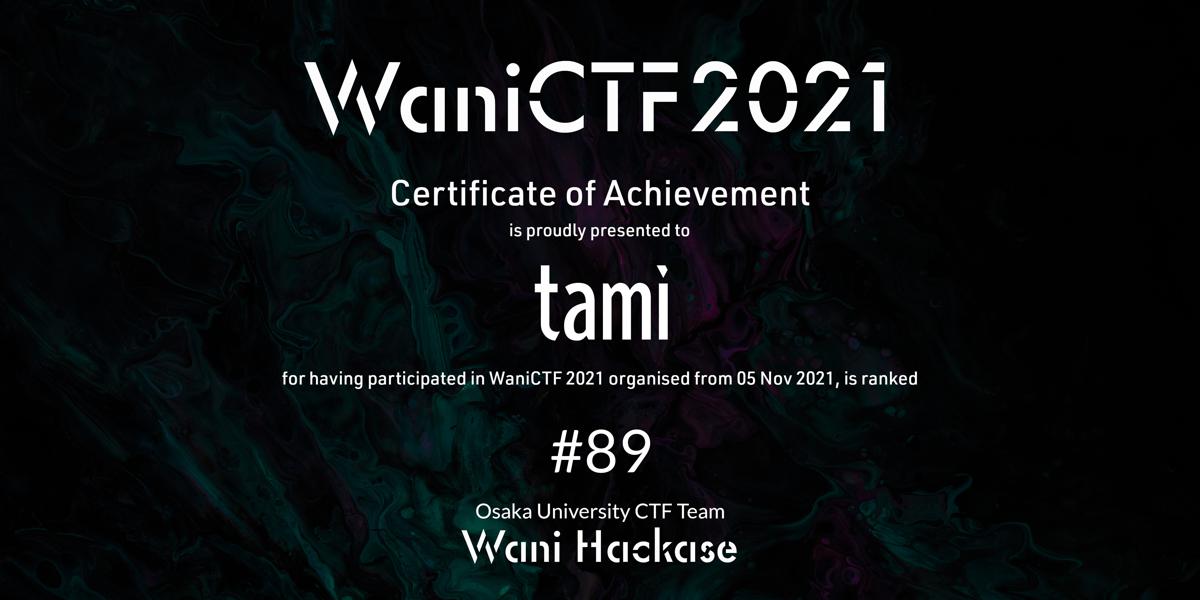 WaniCTF2021
Certificate of Achievement
is proudly presented to
tami
for having participated in WaniCTF 2021 organised from 05 Nov 2021, is ranked
#89
Osaka University CTF Team
Wani Hackase